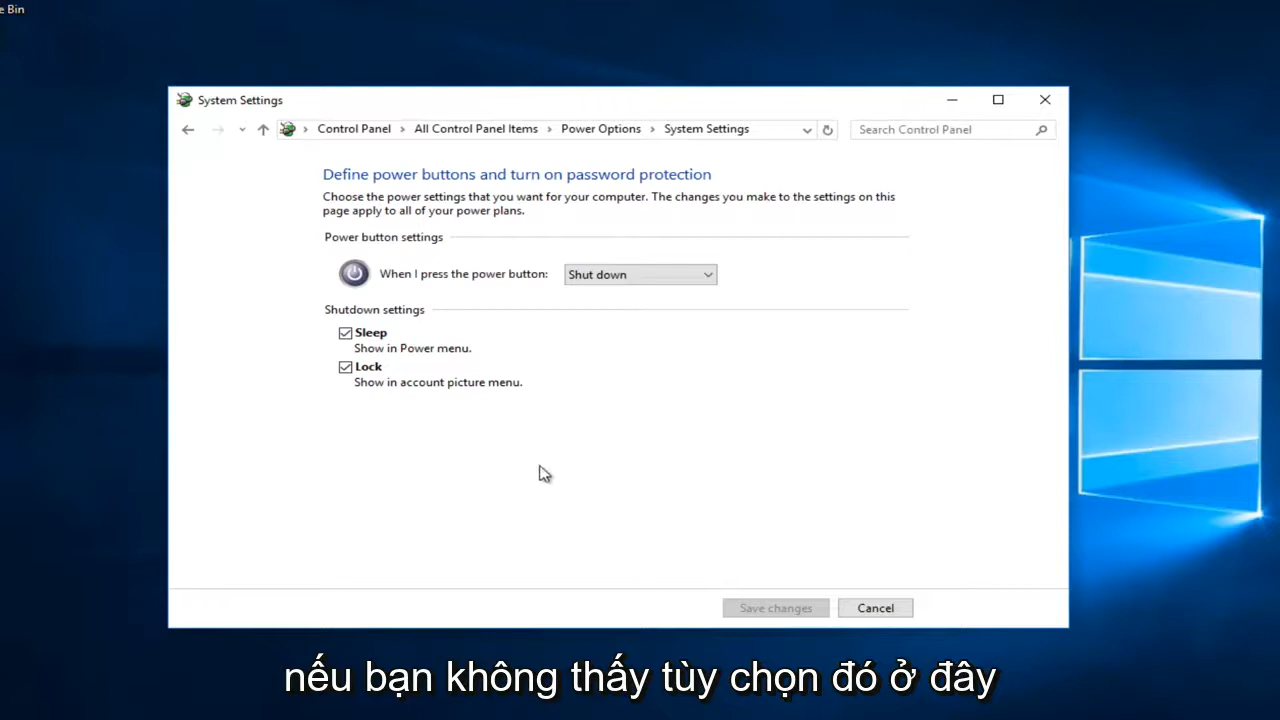 e Bin
System Settings
Control Panel > All Control Panel Items > Power Options > System Settings
Search Control Panel
Define power buttons and turn on password protection
Choose the power settings that you want for your computer. The changes you make to the settings on this
page apply to all of your power plans.
Power button settings
When I press the power button: Shut down
Shutdown settings
Sleep
Show in Power menu.
Lock
Show in account picture menu.
Save changes Cancel
nếu bạn không thấy tùy chọn đó ở đây